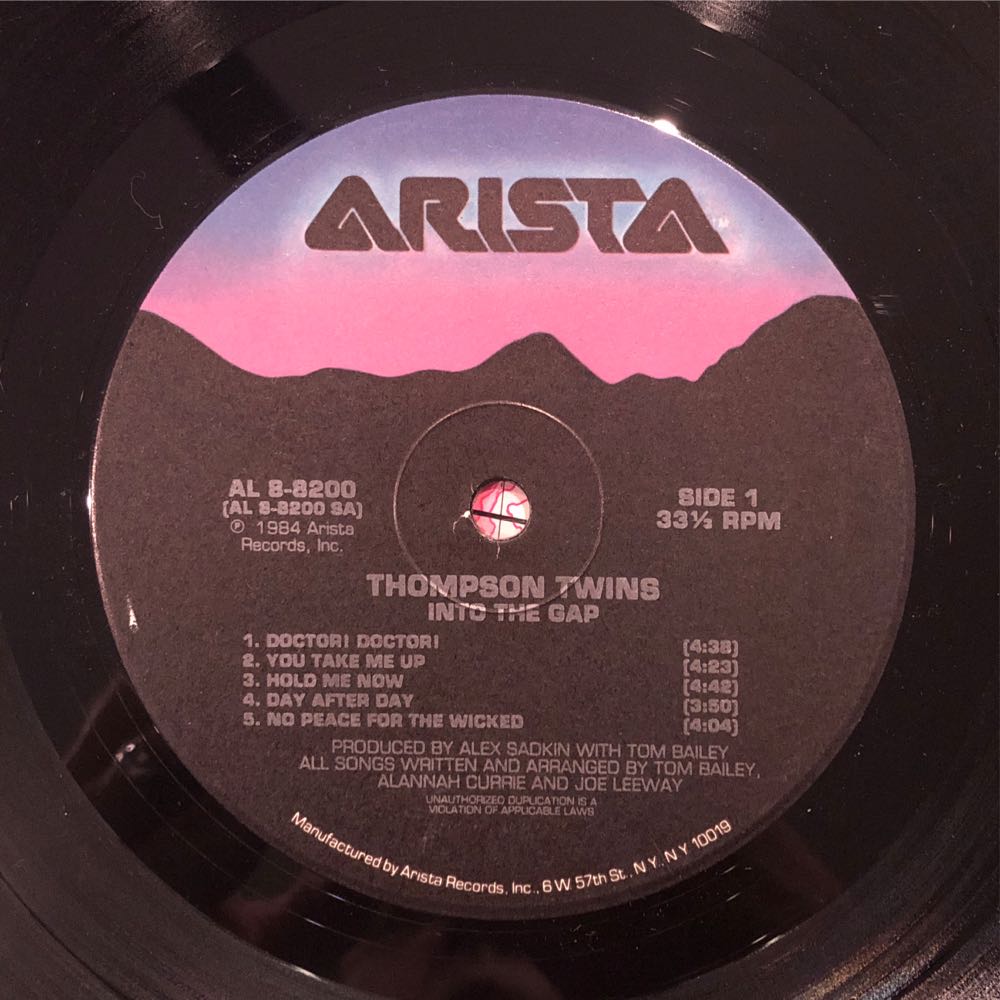 ARISTA
AL 8-8200
(AL 8-8200 SA)
℗ 1984 Arista
Records, Inc.
SIDE 1
33⅓ RPM
THOMPSON TWINS
INTO THE GAP
1. DOCTOR! DOCTOR! (4:38)
2. YOU TAKE ME UP (4:23)
3. HOLD ME NOW (4:42)
4. DAY AFTER DAY (3:50)
5. NO PEACE FOR THE WICKED (4:04)
PRODUCED BY ALEX SADKIN WITH TOM BAILEY
ALL SONGS WRITTEN AND ARRANGED BY TOM BAILEY,
ALANNAH CURRIE AND JOE LEEWAY
UNAUTHORIZED DUPLICATION IS A
VIOLATION OF APPLICABLE LAWS
Manufactured by Arista Records, Inc., 6 W. 57th St., N.Y., N.Y. 10019